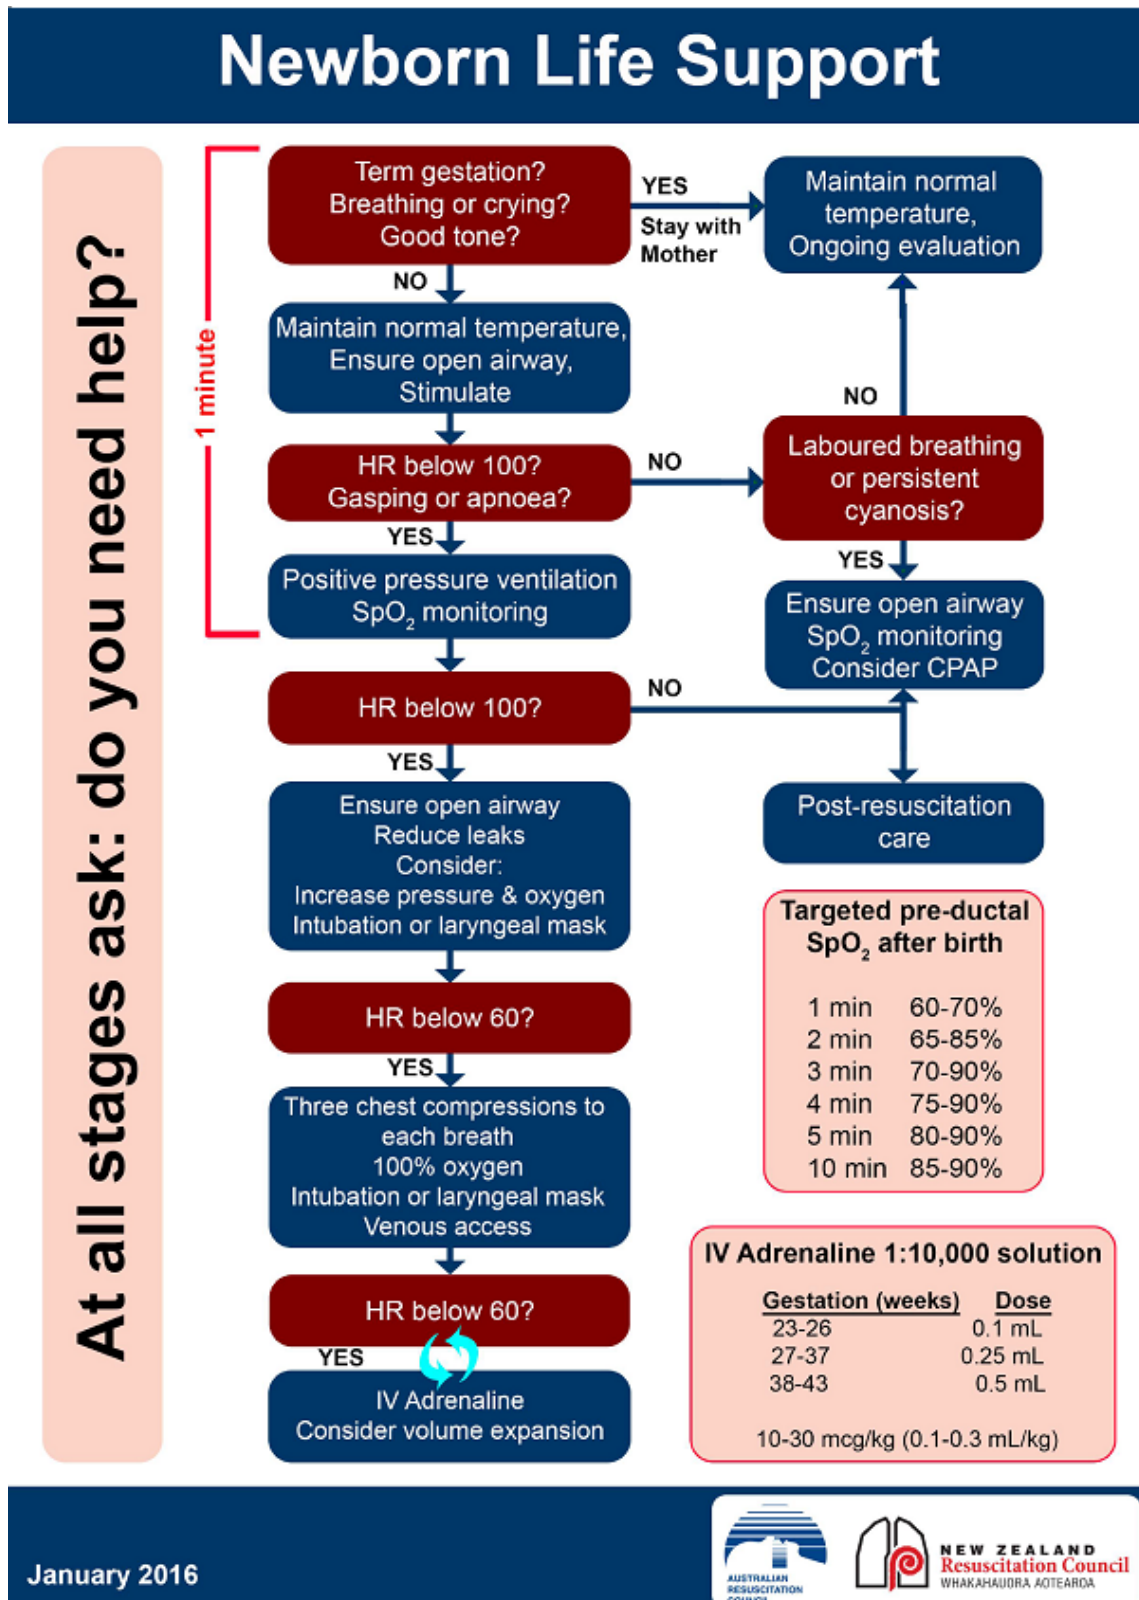 Newborn Life Support
At all stages ask: do you need help?
1 minute
Term gestation?
Breathing or crying?
Good tone?
YES
Stay with
Mother
Maintain normal
temperature,
Ongoing evaluation
NO
Maintain normal temperature,
Ensure open airway,
Stimulate
HR below 100?
Gasping or apnoea?
NO
Laboured breathing
or persistent
cyanosis?
NO
YES
Positive pressure ventilation
SpO₂ monitoring
YES
Ensure open airway
SpO₂ monitoring
Consider CPAP
HR below 100?
NO
Post-resuscitation
care
YES
Ensure open airway
Reduce leaks
Consider:
Increase pressure & oxygen
Intubation or laryngeal mask
HR below 60?
YES
Three chest compressions to
each breath
100% oxygen
Intubation or laryngeal mask
Venous access
HR below 60?
YES
IV Adrenaline
Consider volume expansion
Targeted pre-ductal
SpO₂ after birth
1 min 60-70%
2 min 65-85%
3 min 70-90%
4 min 75-90%
5 min 80-90%
10 min 85-90%
IV Adrenaline 1:10,000 solution
Gestation (weeks) Dose
23-26 0.1 mL
27-37 0.25 mL
38-43 0.5 mL
10-30 mcg/kg (0.1-0.3 mL/kg)
January 2016
AUSTRALIAN
RESUSCITATION
COUNCIL
NEW ZEALAND
Resuscitation Council
WHAKAHAUORA AOTEAROA